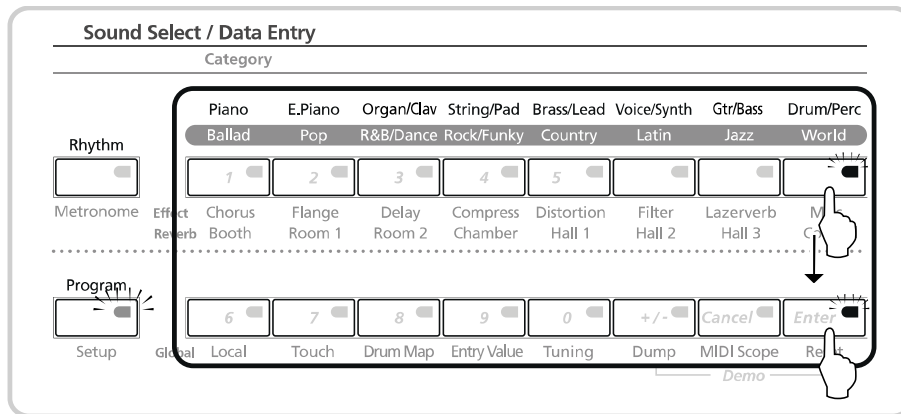 Sound Select / Data Entry
Category
Piano E.Piano Organ/Clav String/Pad Brass/Lead Voice/Synth Gtr/Bass Drum/Perc
Rhythm Ballad Pop R&B/Dance Rock/Funky Country Latin Jazz World
1 2 3 4 5
Metronome Effect Chorus Flange Delay Compress Distortion Filter Lazerverb
Reverb Booth Room 1 Room 2 Chamber Hall 1 Hall 2 Hall 3
Program
6 7 8 9 0 +/- Cancel Enter
Setup Global Local Touch Drum Map Entry Value Tuning Dump MIDI Scope
Demo